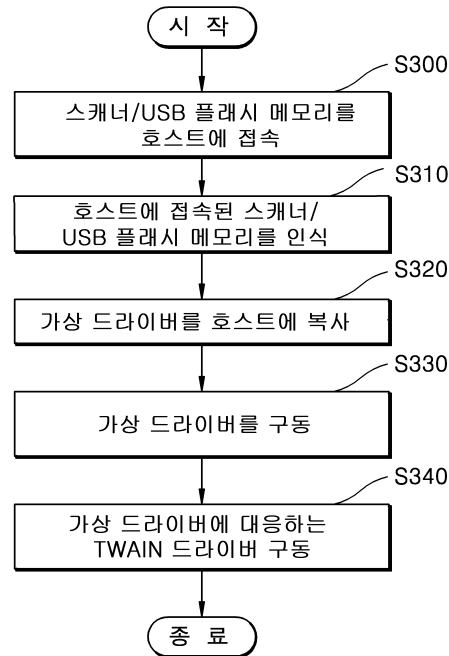 시 작
S300
스캐너/USB 플래시 메모리를
호스트에 접속
S310
호스트에 접속된 스캐너/
USB 플래시 메모리를 인식
S320
가상 드라이버를 호스트에 복사
S330
가상 드라이버를 구동
S340
가상 드라이버에 대응하는
TWAIN 드라이버 구동
종 료